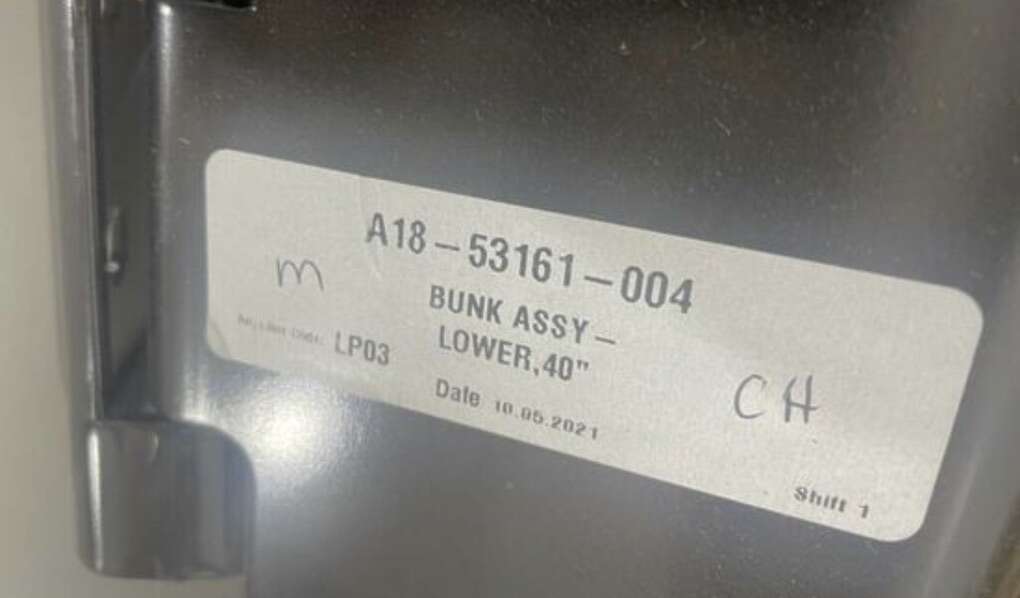 A18-53161-004
m
BUNK ASSY-
LOWER,40"
LP03
CH
Date 10.05.2021
Shift 1